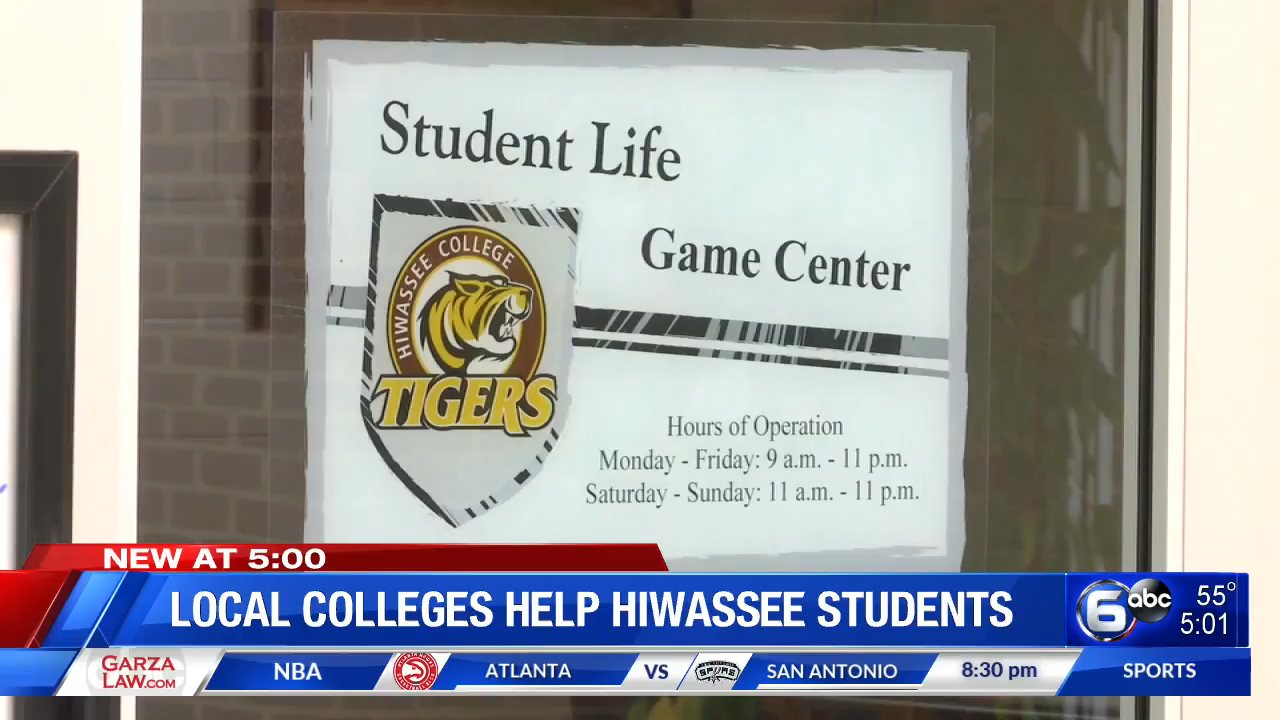 Student Life
Game Center
HIWASSEE COLLEGE
TIGERS
Hours of Operation
Monday - Friday: 9 a.m. - 11 p.m.
Saturday - Sunday: 11 a.m. - 11 p.m.
NEW AT 5:00
LOCAL COLLEGES HELP HIWASSEE STUDENTS
6 abc
55°
5:01
GARZA
LAW.COM
NBA ATLANTA VS SPURS SAN ANTONIO 8:30 pm SPORTS